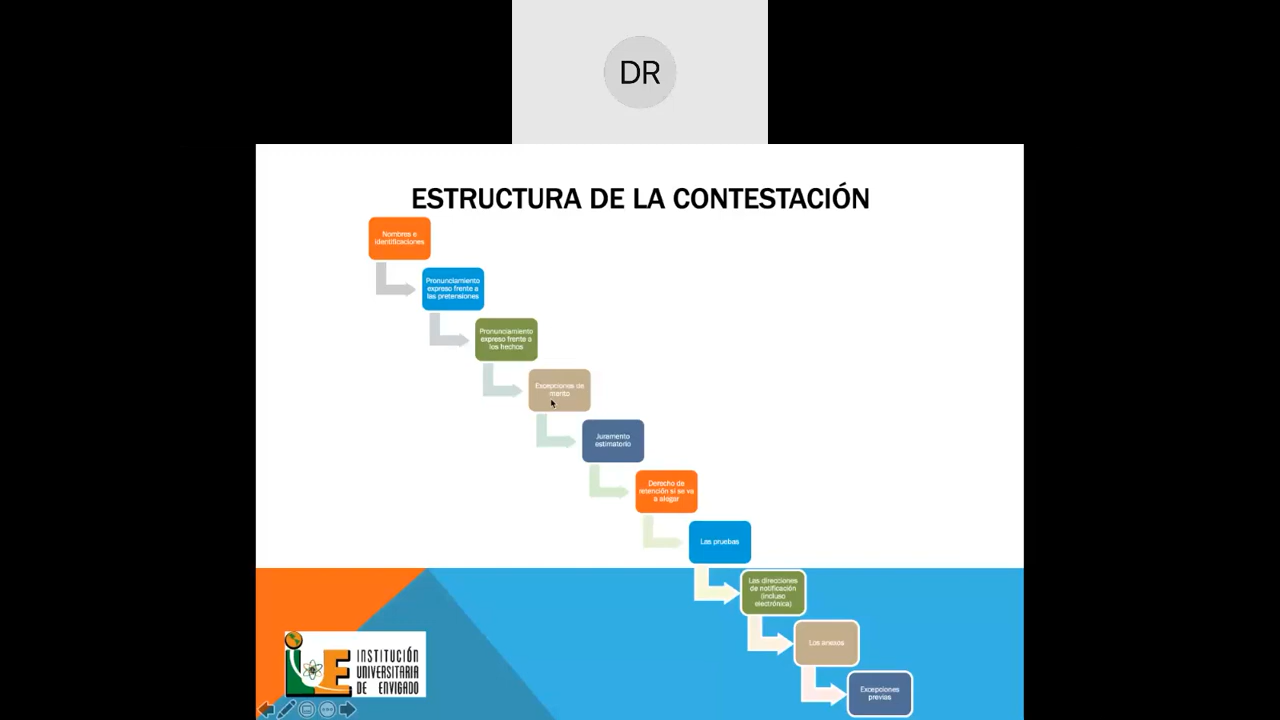 DR
ESTRUCTURA DE LA CONTESTACIÓN
Nombres e
identificaciones
Pronunciamiento
expreso frente a
las pretensiones
Pronunciamiento
expreso frente a
los hechos
Excepciones de
merito
Juramento
estimatorio
Derecho de
retención si se va
a alegar
Las pruebas
Las direcciones
de notificación
(incluso
electrónica)
Los anexos
Excepciones
previas
INSTITUCIÓN
UNIVERSITARIA
DE ENVIGADO